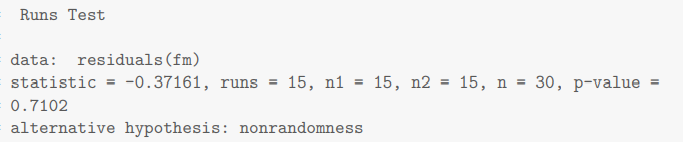 Runs Test
data:  residuals(fm)
statistic = -0.37161, runs = 15, n1 = 15, n2 = 15, n = 30, p-value =
0.7102
alternative hypothesis: nonrandomness